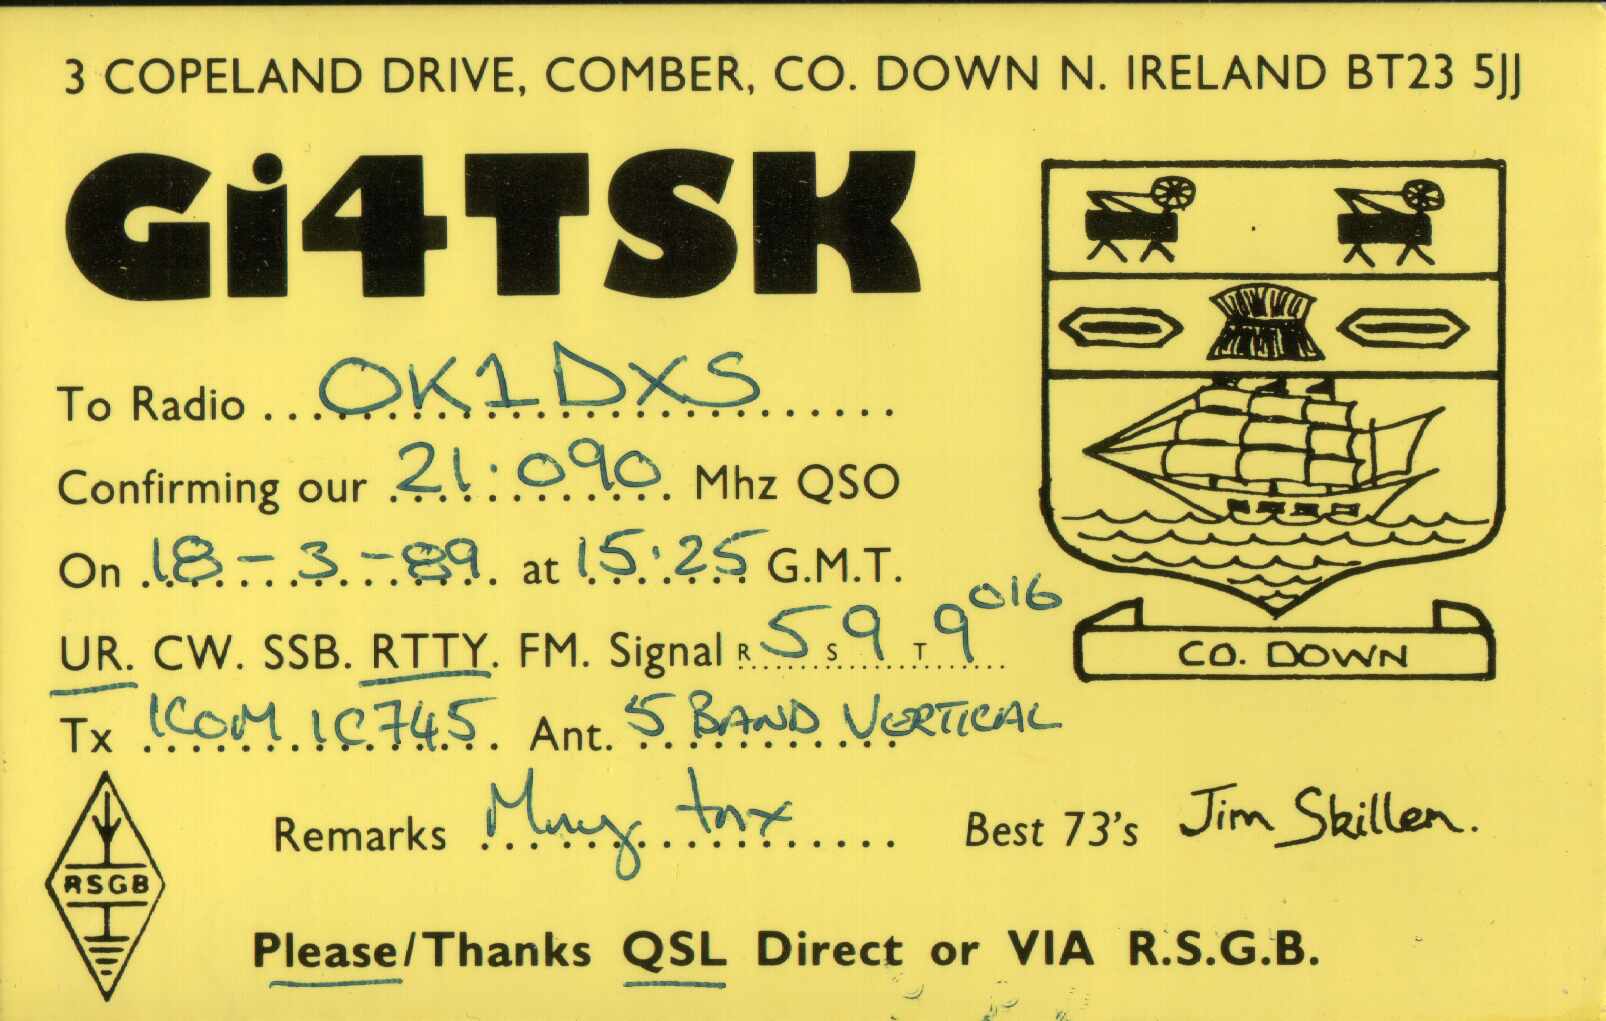 3 COPELAND DRIVE, COMBER, CO. DOWN N. IRELAND BT23 5JJ
Gi4TSK
To Radio OK1DXS
Confirming our 21.090 Mhz QSO
On 18-3-89 at 15.25 G.M.T.
UR. CW. SSB. RTTY. FM. Signal R 5 S 9 T 9 016
Tx ICOM IC745 Ant. 5 BAND VERTICAL
CO. DOWN
Remarks Mny tnx Best 73's Jim Skillen.
RSGB
Please/Thanks QSL Direct or VIA R.S.G.B.